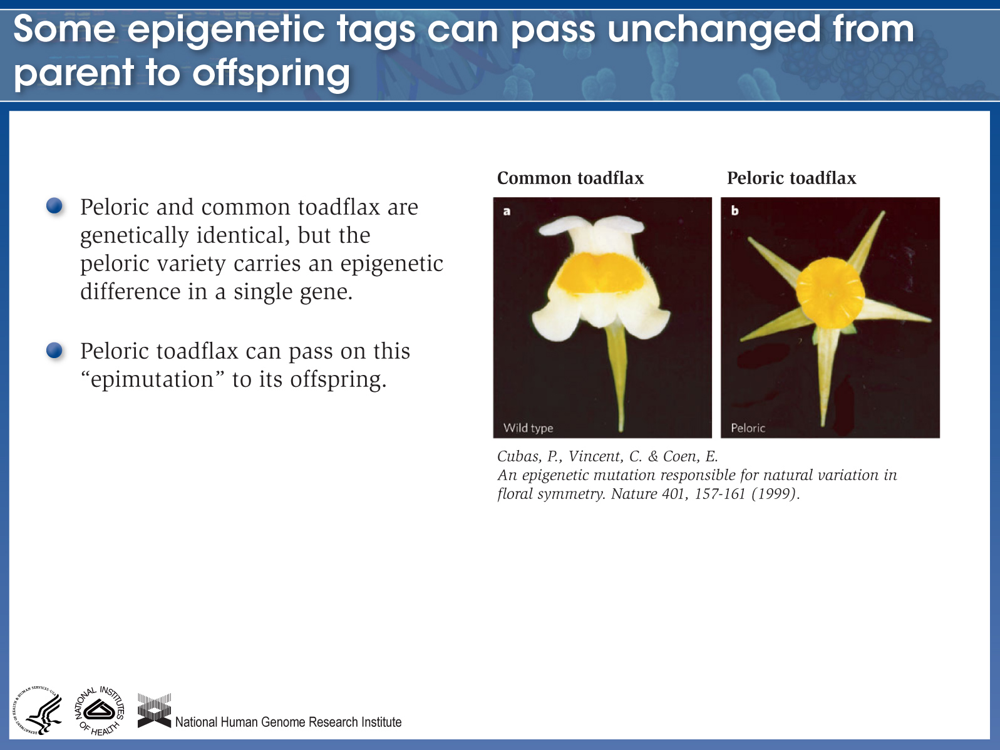 Some epigenetic tags can pass unchanged from
parent to offspring
Peloric and common toadflax are
genetically identical, but the
peloric variety carries an epigenetic
difference in a single gene.
Peloric toadflax can pass on this
“epimutation” to its offspring.
Common toadflax
Peloric toadflax
a
b
Wild type
Peloric
Cubas, P., Vincent, C. & Coen, E.
An epigenetic mutation responsible for natural variation in
floral symmetry. Nature 401, 157-161 (1999).
DEPARTMENT OF HEALTH & HUMAN SERVICES·USA
NATIONAL INSTITUTES
OF HEALTH
National Human Genome Research Institute